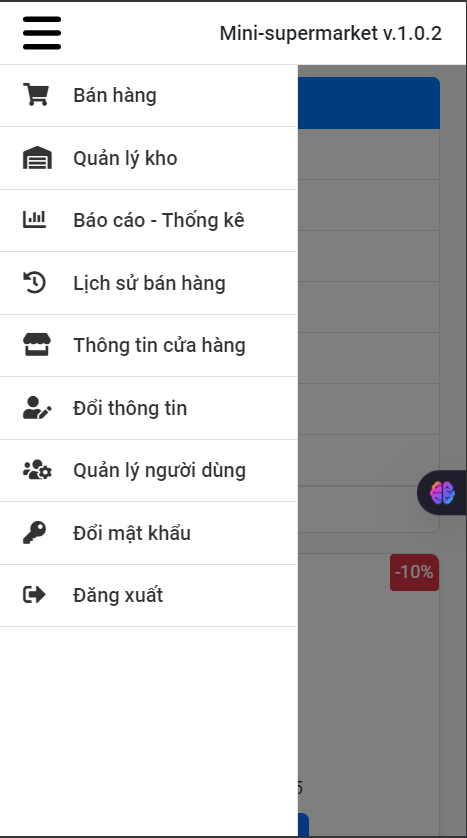 Mini-supermarket v.1.0.2
Bán hàng
Quản lý kho
Báo cáo - Thống kê
Lịch sử bán hàng
Thông tin cửa hàng
Đổi thông tin
Quản lý người dùng
Đổi mật khẩu
-10%
Đăng xuất